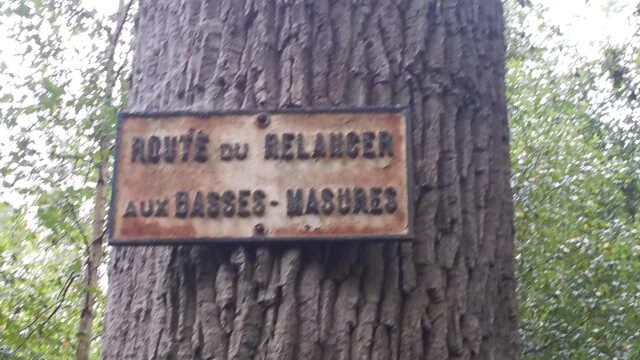 ROUTE DU RELANCER
AUX BASSES-MASURES